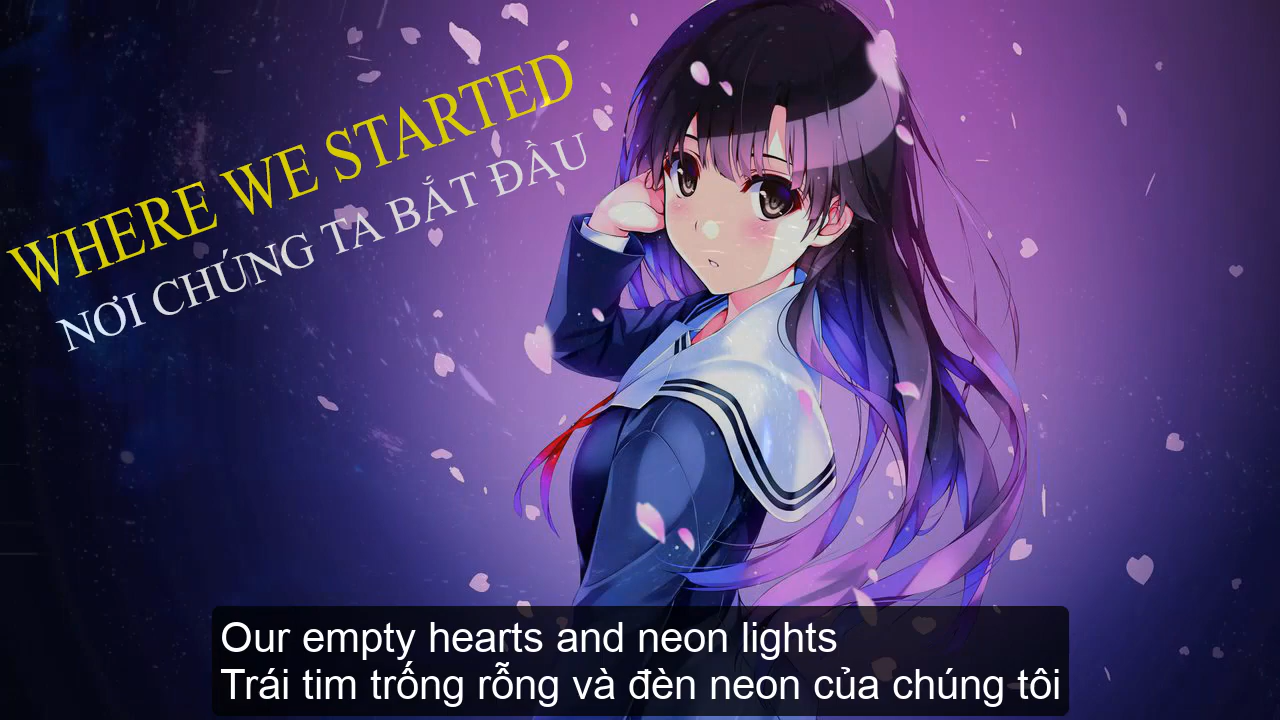 WHERE WE STARTED
NƠI CHÚNG TA BẮT ĐẦU
Our empty hearts and neon lights
Trái tim trống rỗng và đèn neon của chúng tôi